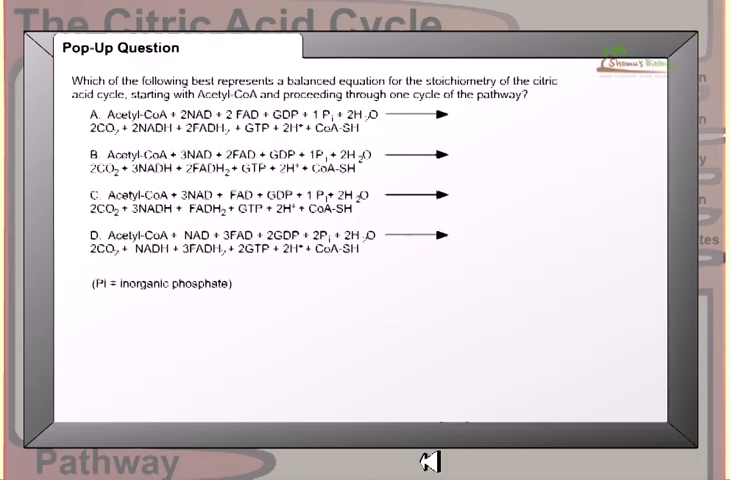 The Citric Acid Cycle
Pop-Up Question
Shomu's Biology
Which of the following best represents a balanced equation for the stoichiometry of the citric
acid cycle, starting with Acetyl-CoA and proceeding through one cycle of the pathway?
A. Acetyl-CoA + 2NAD + 2 FAD + GDP + 1 Pi + 2H2O ⟶
2CO2 + 2NADH + 2FADH2 + GTP + 2H+ + CoA-SH
B. Acetyl-CoA + 3NAD + 2FAD + GDP + 1Pi + 2H2O ⟶
2CO2 + 3NADH + 2FADH2 + GTP + 2H+ + CoA-SH
C. Acetyl-CoA + 3NAD + FAD + GDP + 1 Pi + 2H2O ⟶
2CO2 + 3NADH + FADH2 + GTP + 2H+ + CoA-SH
D. Acetyl-CoA + NAD + 3FAD + 2GDP + 2Pi + 2H2O ⟶
2CO2 + NADH + 3FADH2 + 2GTP + 2H+ + CoA-SH
(Pi = inorganic phosphate)
Pathway